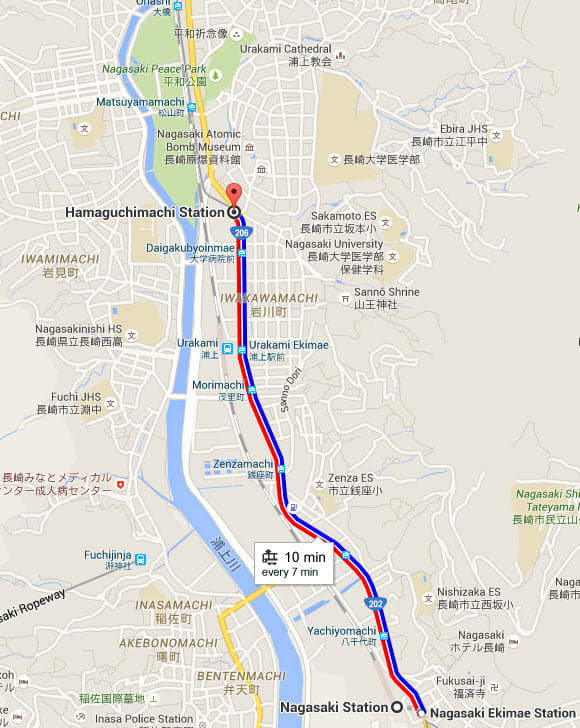 Ohashi
大橋
高尾町
平和祈念像
Urakami Cathedral
浦上教会
Nagasaki Peace Park
平和公園
Matsuyamamachi
松山町
MACHI
Nagasaki Atomic
Bomb Museum
長崎原爆資料館
文
長崎大学医学部
Ebira JHS
長崎市立江平中
Hamaguchimachi Station
206
Sakamoto ES
長崎市立坂本小
Daigakubyoinmae
大学病院前
Nagasaki University
長崎大学医学部
保健学科
IWAMIMACHI
岩見町
IWAKAWAMACHI
岩川町
Sannō Shrine
山王神社
Nagasakinishi HS
長崎県立長崎西高
Urakami
浦上
Urakami Ekimae
浦上駅前
Morimachi
茂里町
Sanno Dori
Fuchi JHS
長崎市立淵中
Zenzamachi
銭座町
長崎みなとメディカル
ンター成人病センター
Zenza ES
市立銭座小
Nagasaki Shi
Tateyama
長崎市民立山
Fuchijinja
淵神社
浦上川
10 min
every 7 min
saki Ropeway
202
Nishizaka ES
長崎市立西坂小
INASAMACHI
稲佐町
AKEBONOMACHI
曙町
Yachiyomachi
八千代町
Nagasaki
ホテル長崎
BENTENMACHI
弁天町
Fukusai-ji
福済寺
稲佐国際墓地
Nagasaki Station
Nagasaki Ekimae Station
Inasa Police Station